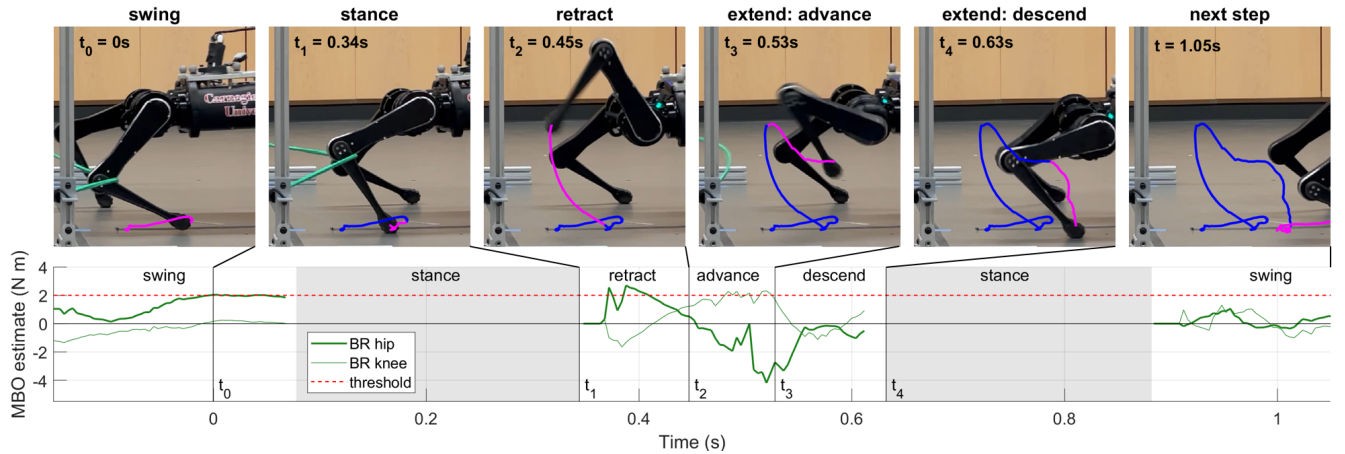 swing stance retract extend: advance extend: descend next step
t0 = 0s t1 = 0.34s t2 = 0.45s t3 = 0.53s t4 = 0.63s t = 1.05s
Carnegie
Unive
MBO estimate (N m)
4
2
0
-2
-4
swing stance retract advance descend stance swing
BR hip
BR knee
threshold
t0 t1 t2 t3 t4
0 0.2 0.4 0.6 0.8 1
Time (s)